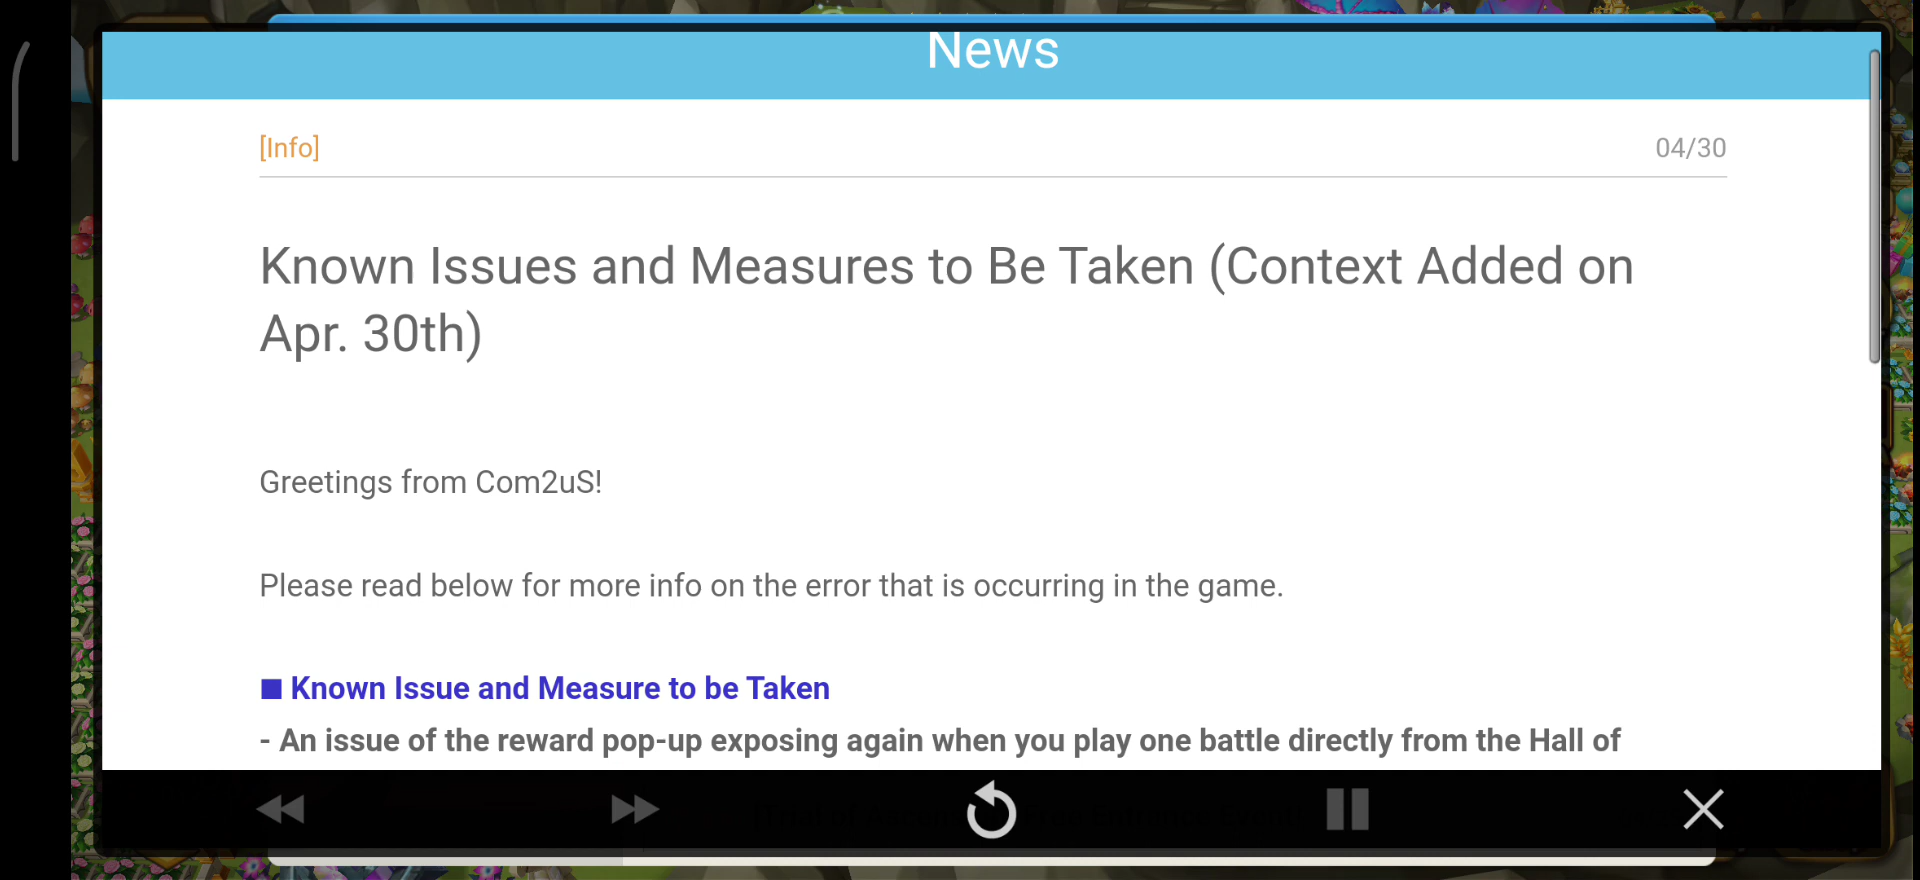 News
[Info]
04/30
Known Issues and Measures to Be Taken (Context Added on
Apr. 30th)
Greetings from Com2uS!
Please read below for more info on the error that is occurring in the game.
■ Known Issue and Measure to be Taken
- An issue of the reward pop-up exposing again when you play one battle directly from the Hall of